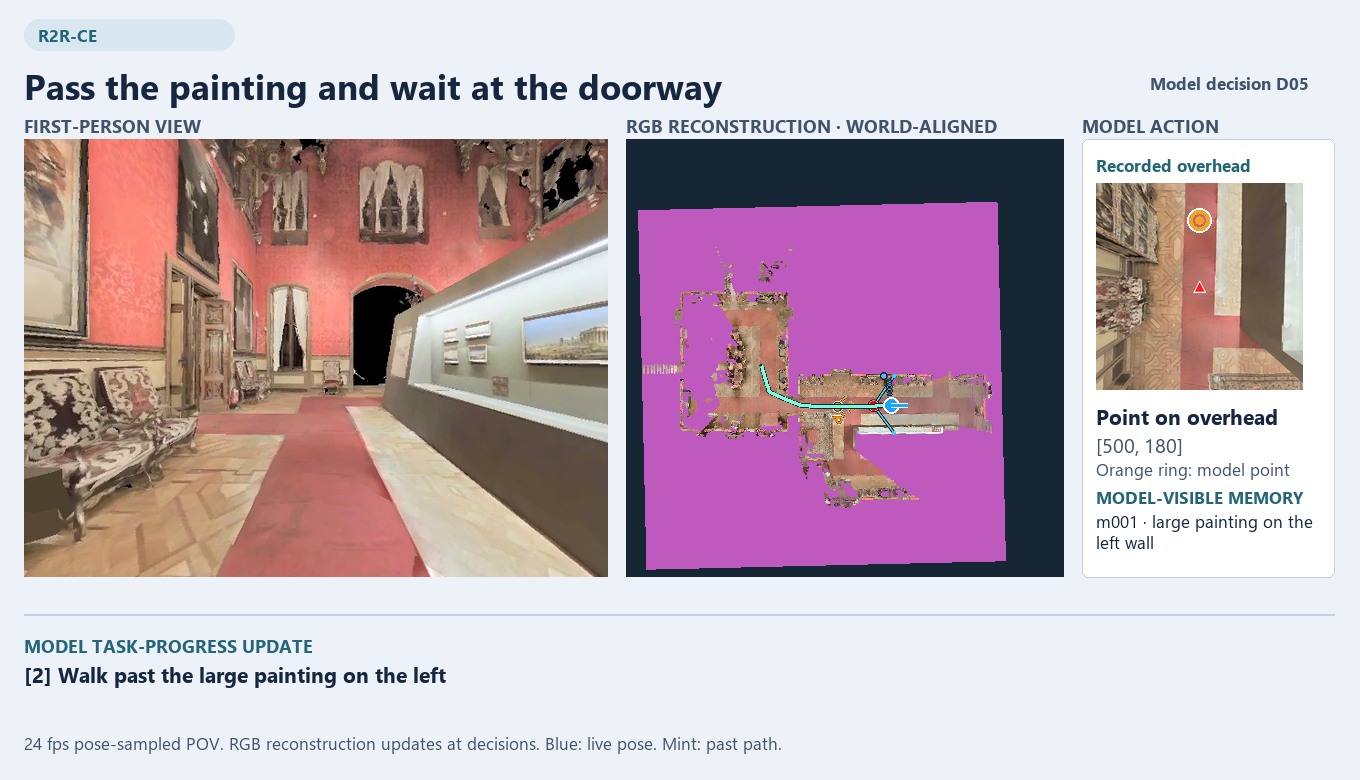 R2R-CE
Pass the painting and wait at the doorway
Model decision D05
FIRST-PERSON VIEW
RGB RECONSTRUCTION · WORLD-ALIGNED
MODEL ACTION
Recorded overhead
Point on overhead
[500, 180]
Orange ring: model point
MODEL-VISIBLE MEMORY
m001 · large painting on the
left wall
MODEL TASK-PROGRESS UPDATE
[2] Walk past the large painting on the left
24 fps pose-sampled POV. RGB reconstruction updates at decisions. Blue: live pose. Mint: past path.